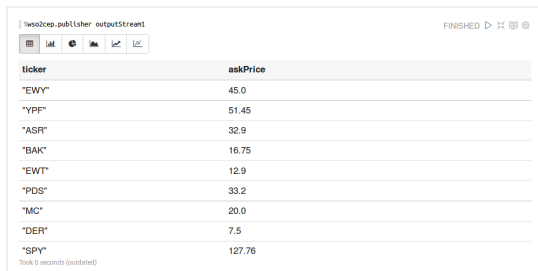 %wso2cep.publisher outputStream1
FINISHED
ticker askPrice
"EWY" 45.0
"YPF" 51.45
"ASR" 32.9
"BAK" 16.75
"EWT" 12.9
"PDS" 33.2
"MC" 20.0
"DER" 7.5
"SPY" 127.76
Took 0 seconds (outdated)